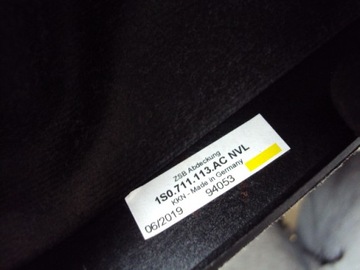 ZSB Abdeckung
1S0.711.113.AC NVL
KKN - Made in Germany
06/2019 94053